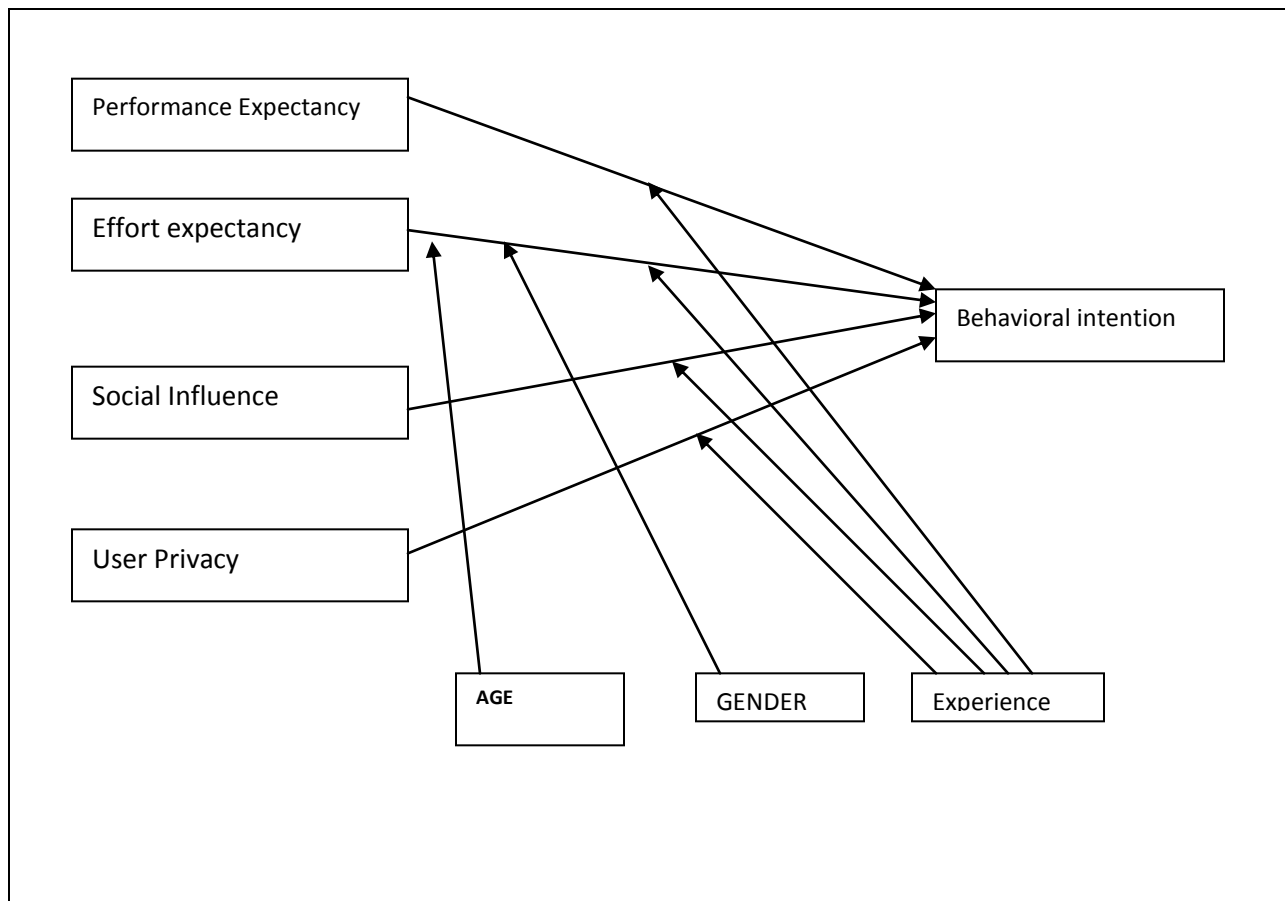 Performance Expectancy
Effort expectancy
Behavioral intention
Social Influence
User Privacy
AGE
GENDER
Experience